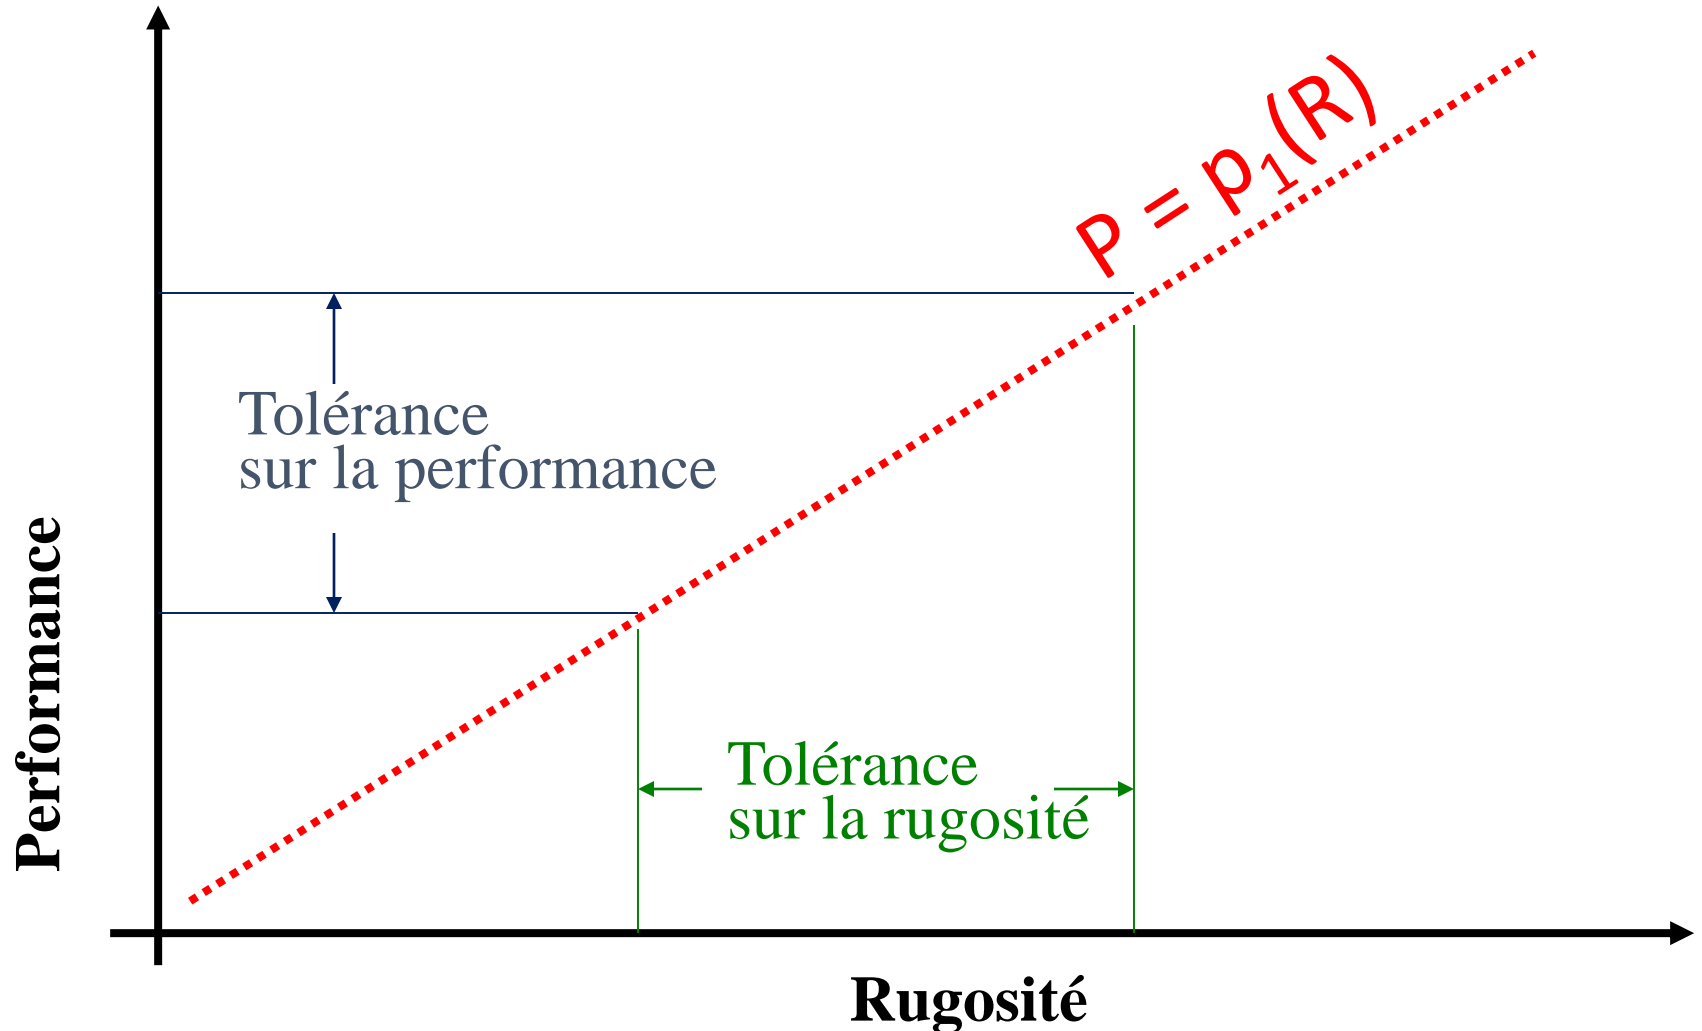 P = p₁(R)
Tolérance
sur la performance
Performance
Tolérance
sur la rugosité
Rugosité